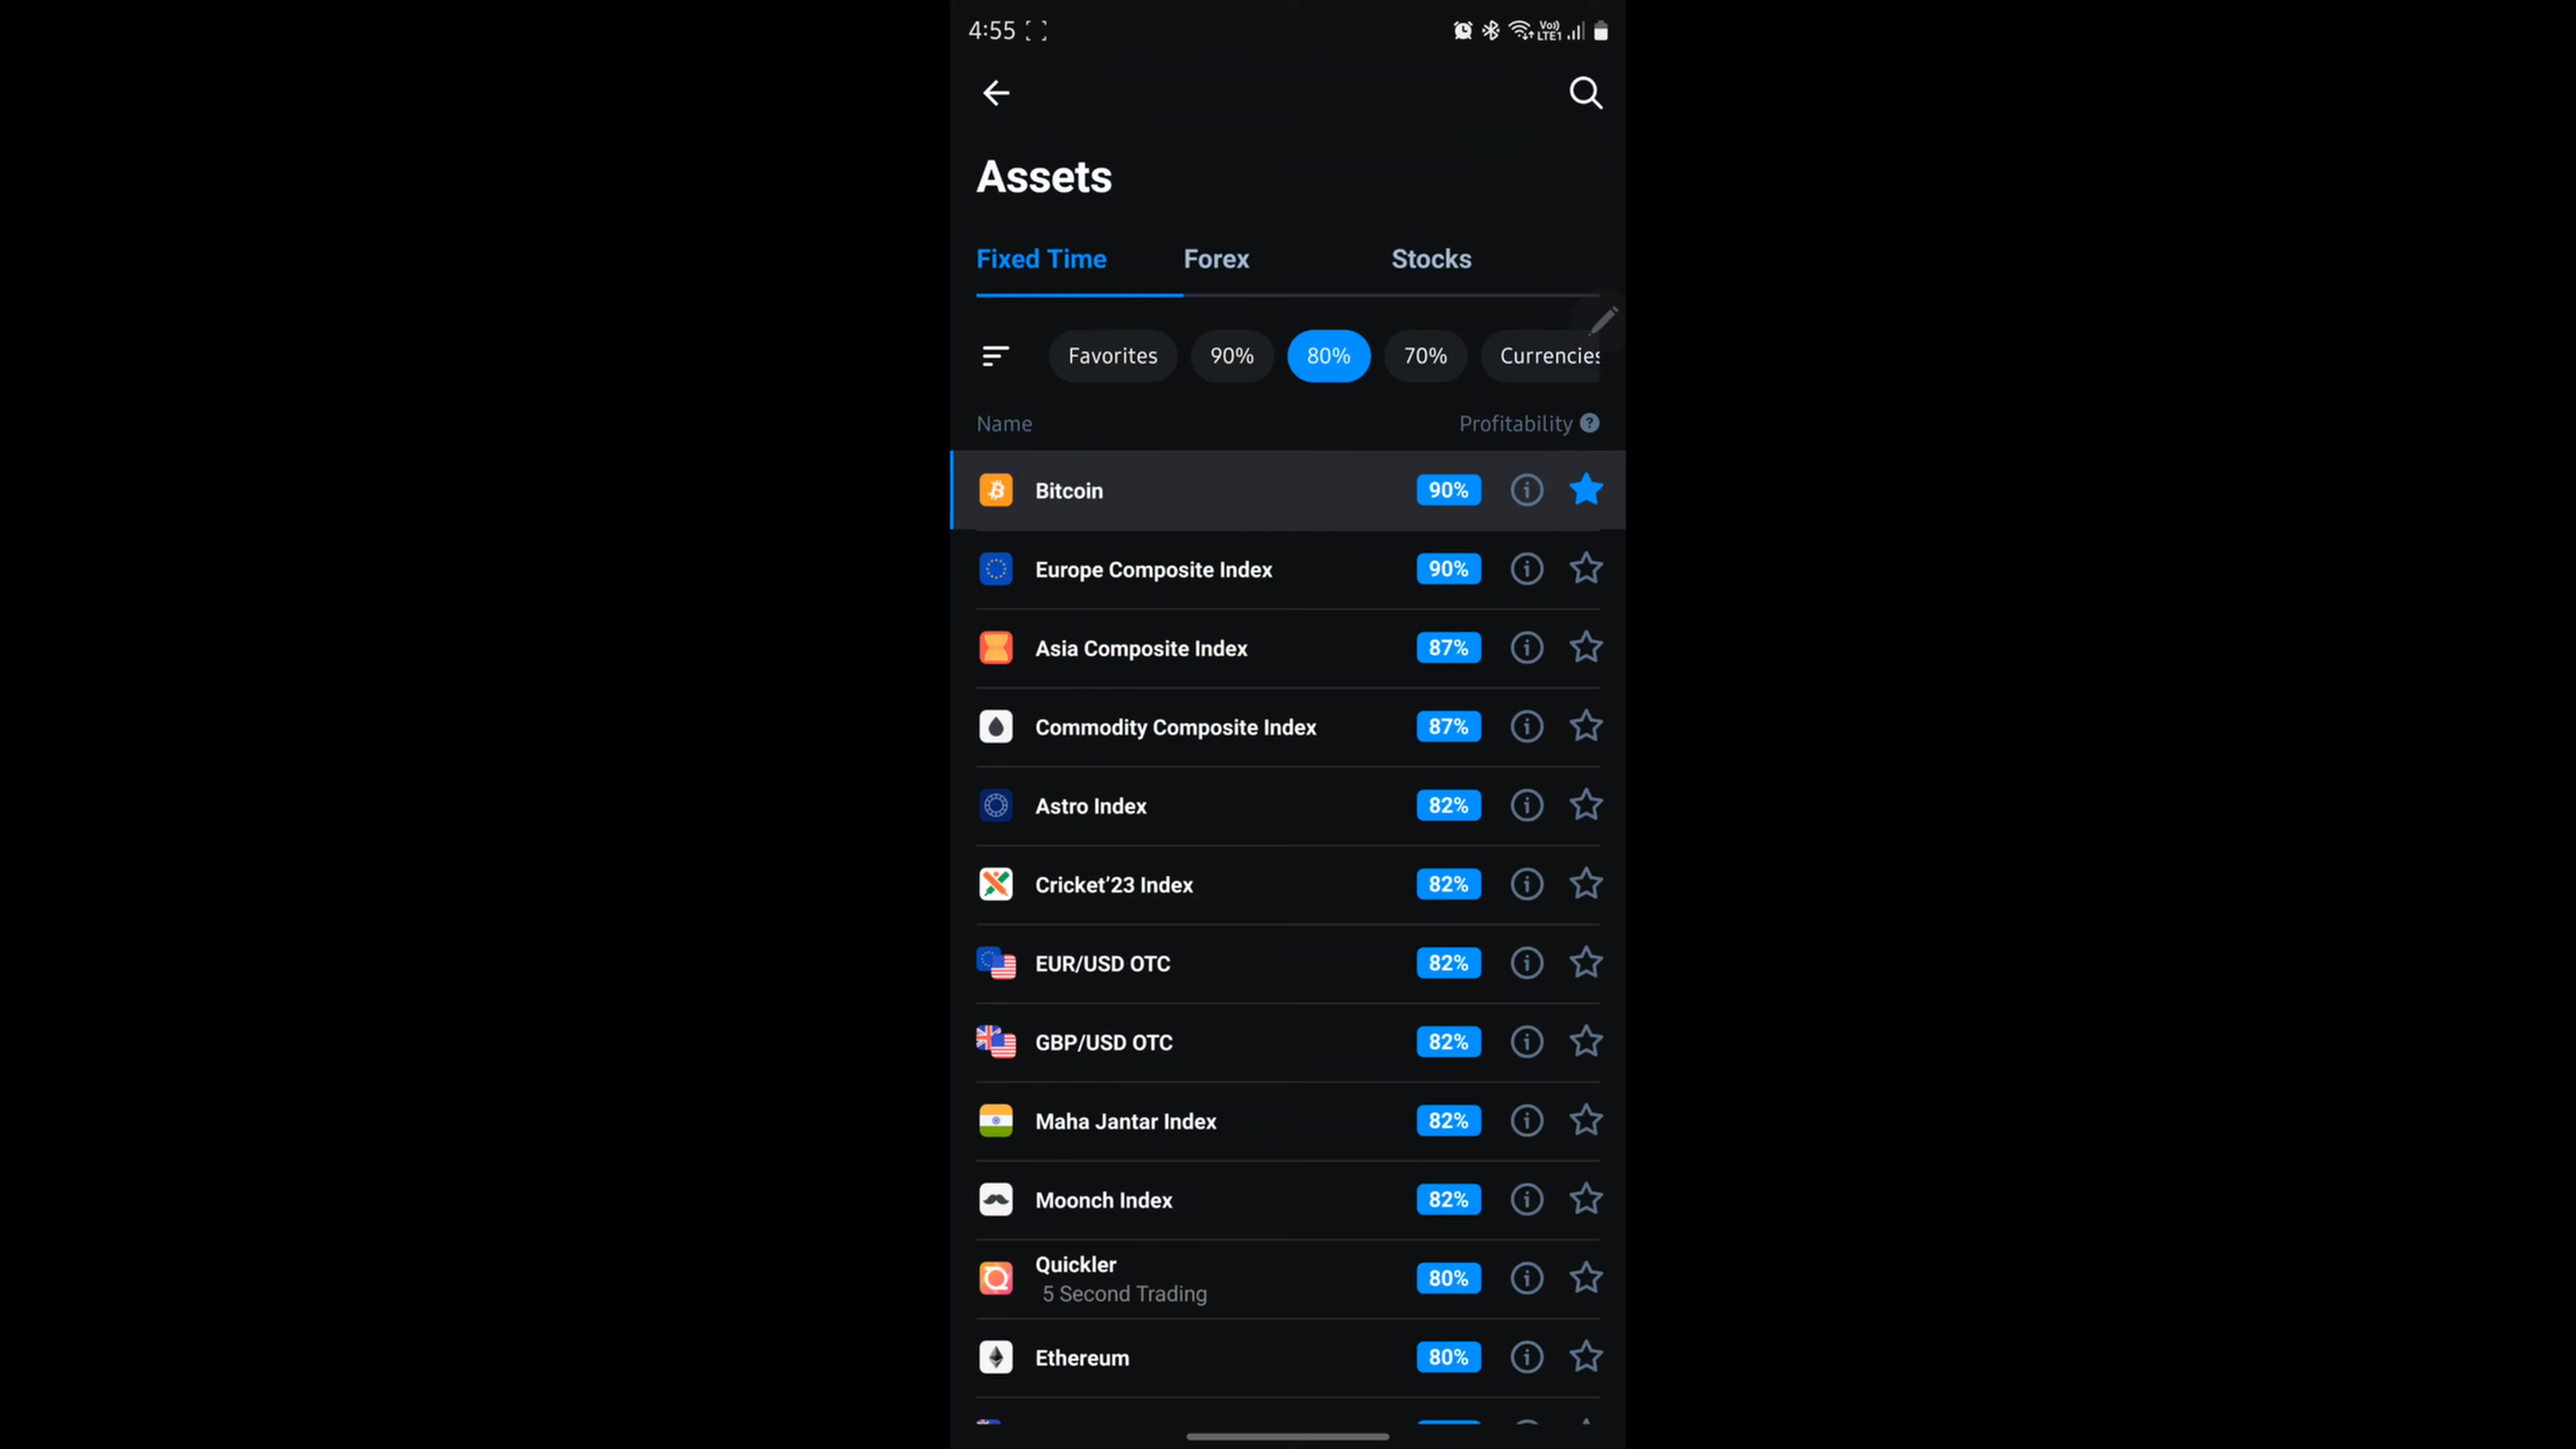 4:55
Vo)) LTE1
Assets
Fixed Time Forex Stocks
Favorites 90% 80% 70% Currencies
Name Profitability ?
Bitcoin 90%
Europe Composite Index 90%
Asia Composite Index 87%
Commodity Composite Index 87%
Astro Index 82%
Cricket’23 Index 82%
EUR/USD OTC 82%
GBP/USD OTC 82%
Maha Jantar Index 82%
Moonch Index 82%
Quickler
5 Second Trading 80%
Ethereum 80%